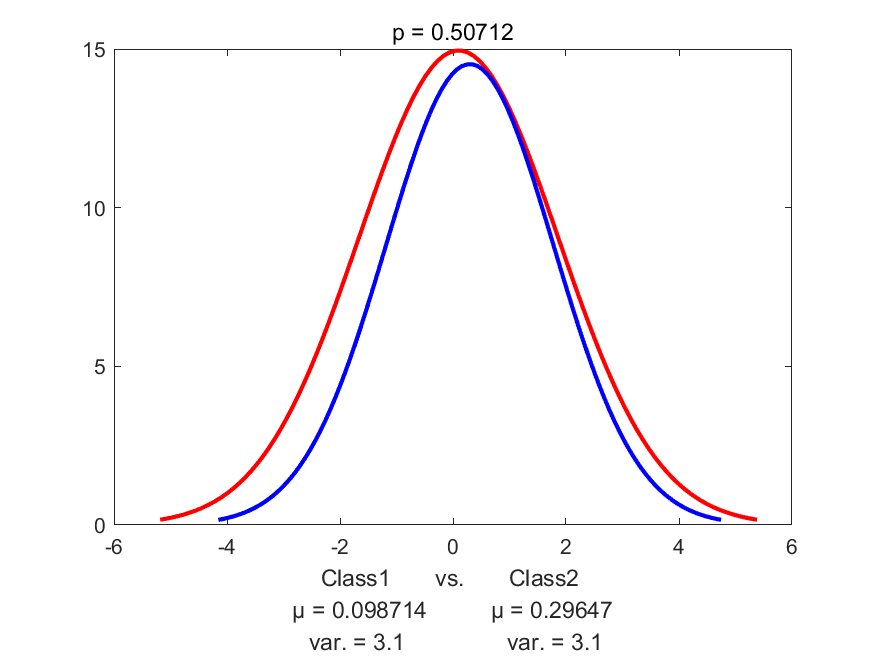 p = 0.50712
15
10
5
0
-6 -4 -2 0 2 4 6
Class1 vs. Class2
μ = 0.098714 μ = 0.29647
var. = 3.1 var. = 3.1